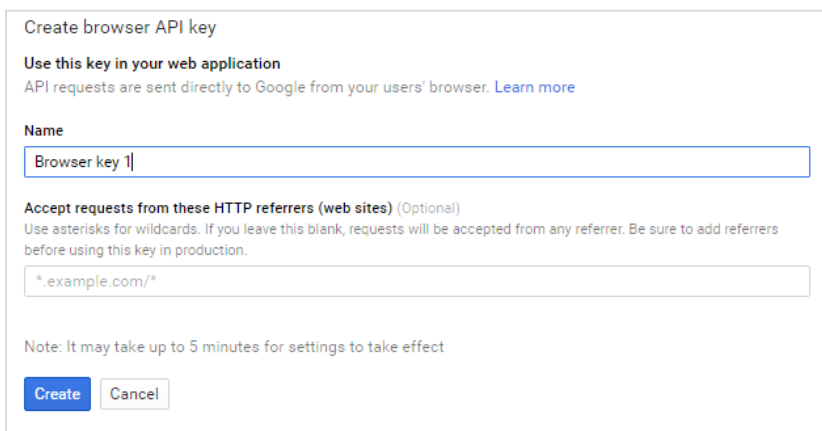 Create browser API key
Use this key in your web application
API requests are sent directly to Google from your users' browser. Learn more
Name
Browser key 1
Accept requests from these HTTP referrers (web sites) (Optional)
Use asterisks for wildcards. If you leave this blank, requests will be accepted from any referrer. Be sure to add referrers
before using this key in production.
*.example.com/*
Note: It may take up to 5 minutes for settings to take effect
Create Cancel